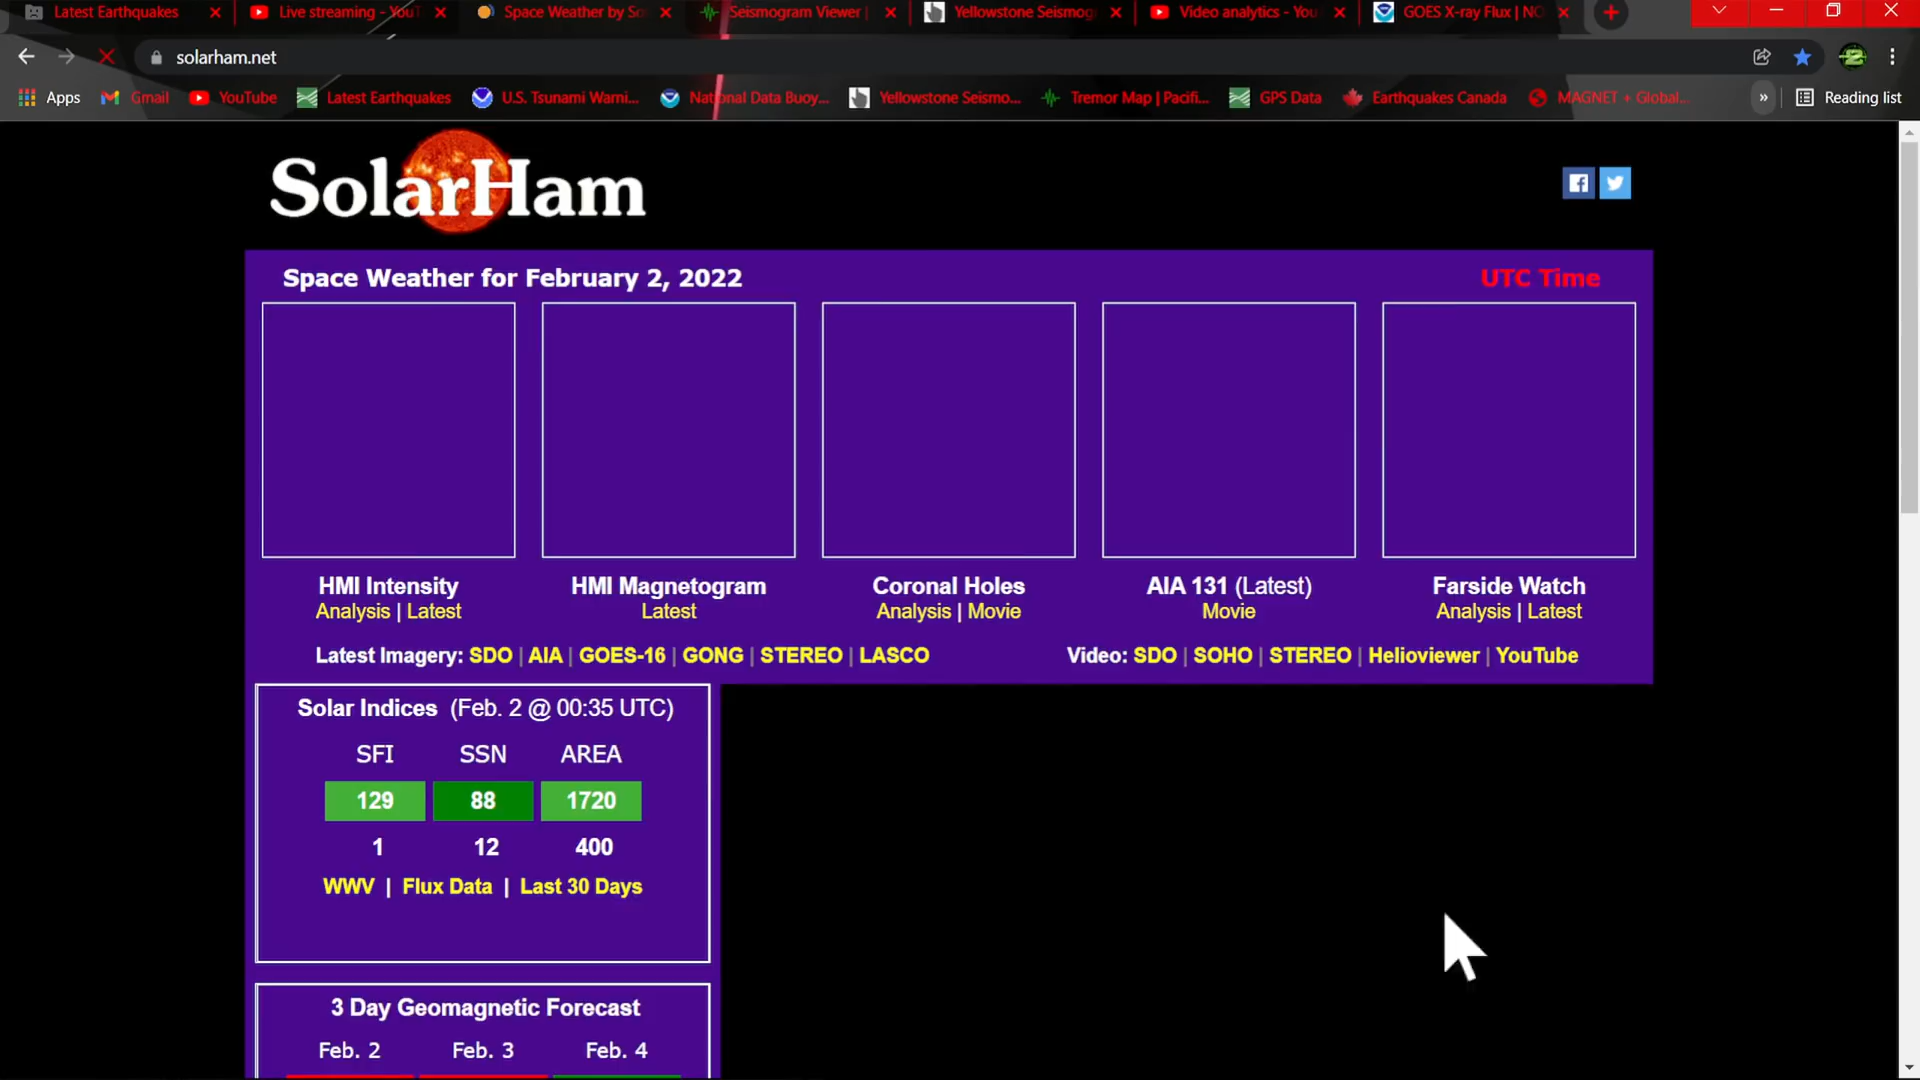 Latest Earthquakes
Live streaming - YouT
Space Weather by So
Seismogram Viewer |
Yellowstone Seismog
Video analytics - You
GOES X-ray Flux | NO
solarham.net
Apps
Gmail
YouTube
Latest Earthquakes
U.S. Tsunami Warni...
National Data Buoy...
Yellowstone Seismo...
Tremor Map | Pacifi...
GPS Data
Earthquakes Canada
MAGNET + Global...
»
Reading list
SolarHam
Space Weather for February 2, 2022
UTC Time
HMI Intensity
Analysis | Latest
HMI Magnetogram
Latest
Coronal Holes
Analysis | Movie
AIA 131 (Latest)
Movie
Farside Watch
Analysis | Latest
Latest Imagery: SDO | AIA | GOES-16 | GONG | STEREO | LASCO
Video: SDO | SOHO | STEREO | Helioviewer | YouTube
Solar Indices (Feb. 2 @ 00:35 UTC)
SFI SSN AREA
129 88 1720
1 12 400
WWV | Flux Data | Last 30 Days
3 Day Geomagnetic Forecast
Feb. 2 Feb. 3 Feb. 4